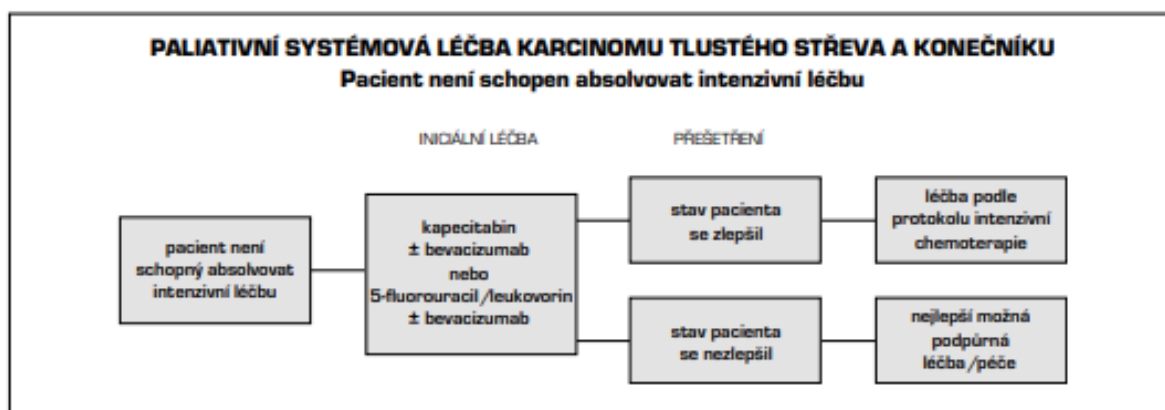 PALIATIVNÍ SYSTÉMOVÁ LÉČBA KARCINOMU TLUSTÉHO STŘEVA A KONEČNÍKU
Pacient není schopen absolvovat intenzivní léčbu
INICIÁLNÍ LÉČBA
PŘEŠETŘENÍ
pacient není
schopný absolvovat
intenzivní léčbu
kapecitabin
± bevacizumab
nebo
5-fluorouracil/leukovorin
± bevacizumab
stav pacienta
se zlepšil
léčba podle
protokolu intenzivní
chemoterapie
stav pacienta
se nezlepšil
nejlepší možná
podpúrná
léčba/péče